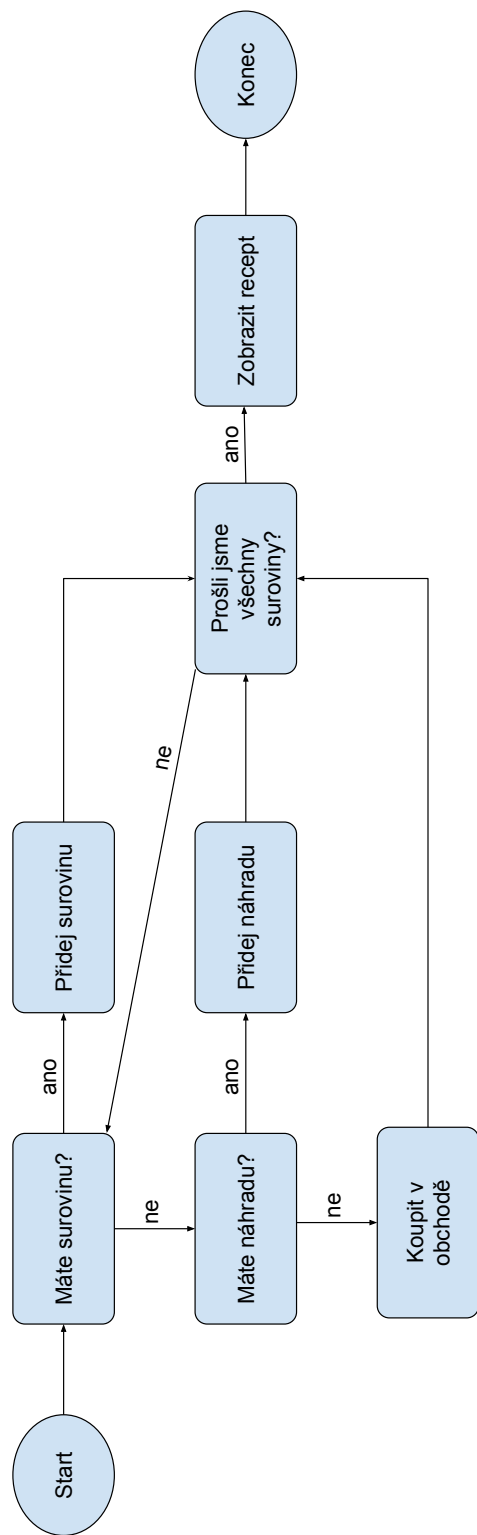 Start
Máte surovinu?
ano
Přidej surovinu
ne
Máte náhradu?
ano
Přidej náhradu
ne
Koupit v
obchodě
ne
Prošli jsme
všechny
suroviny?
ano
Zobrazit recept
Konec